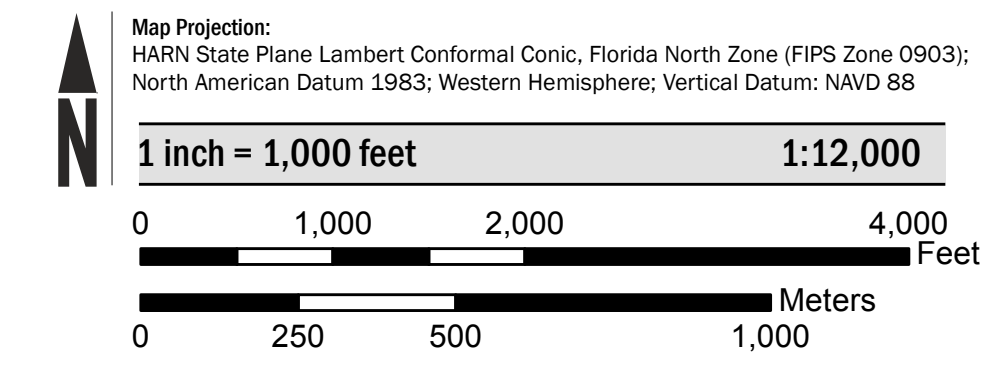 Map Projection:
HARN State Plane Lambert Conformal Conic, Florida North Zone (FIPS Zone 0903);
North American Datum 1983; Western Hemisphere; Vertical Datum: NAVD 88
N
1 inch = 1,000 feet 1:12,000
0 1,000 2,000 4,000
Feet
Meters
0 250 500 1,000